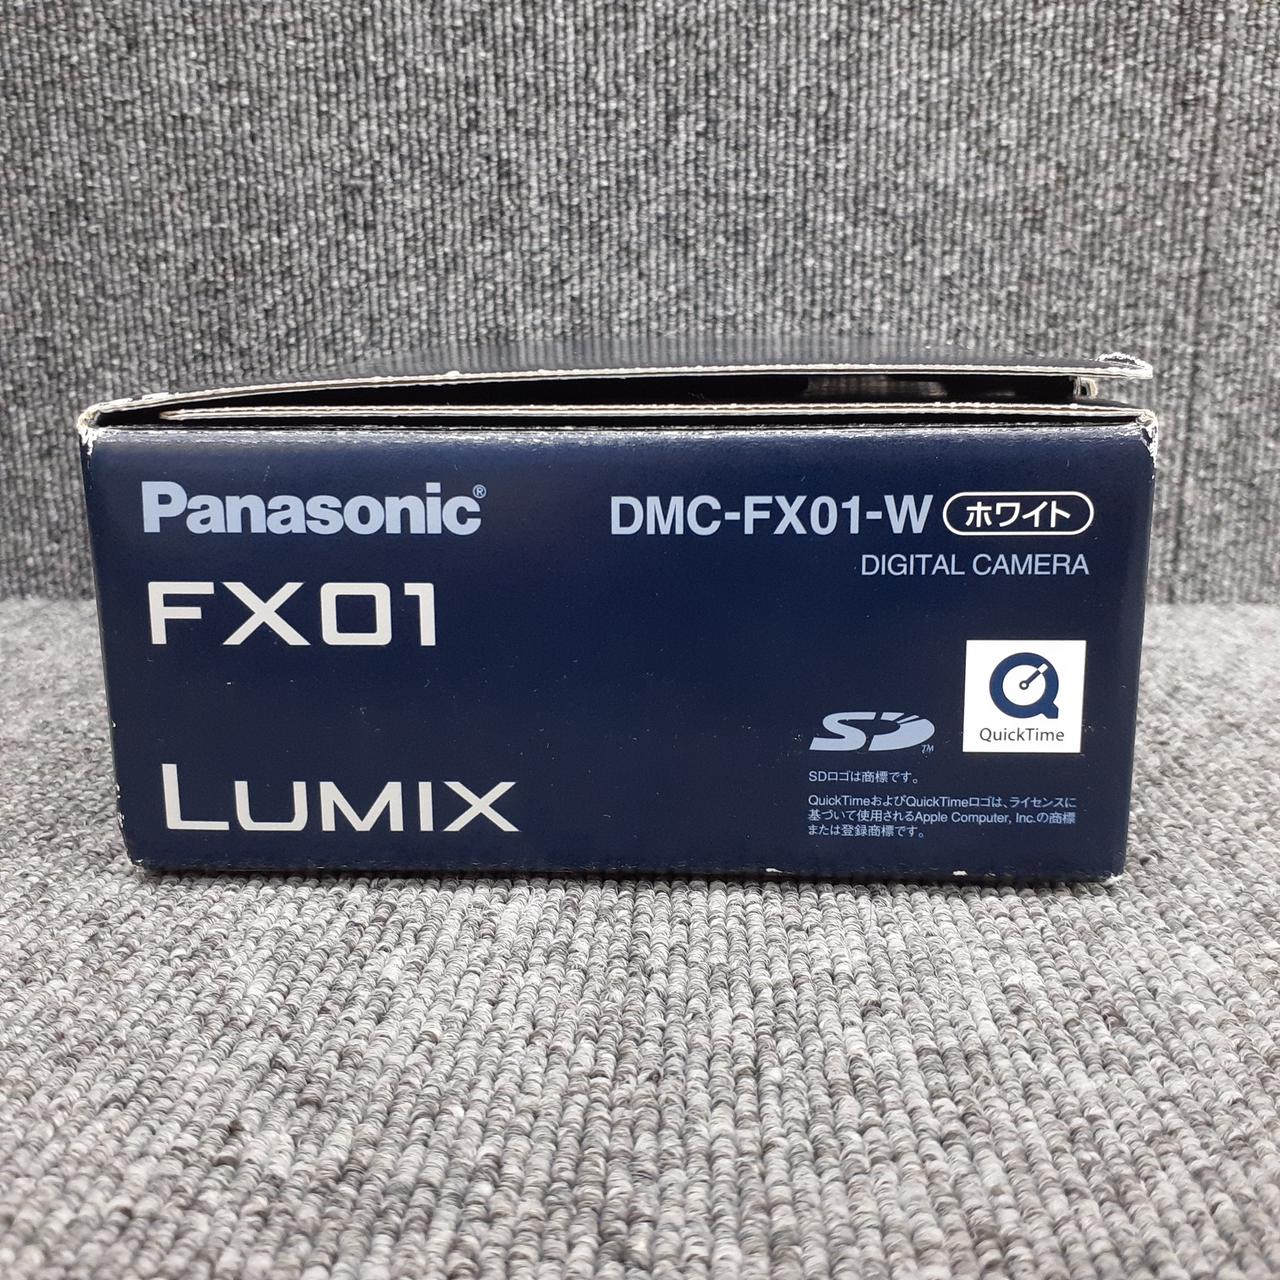 Panasonic®
DMC-FX01-W ホワイト
DIGITAL CAMERA
FX01
LUMIX
SD™
QuickTime
SDロゴは商標です。
QuickTimeおよびQuickTimeロゴは、ライセンスに
基づいて使用されるApple Computer, Inc.の商標
または登録商標です。